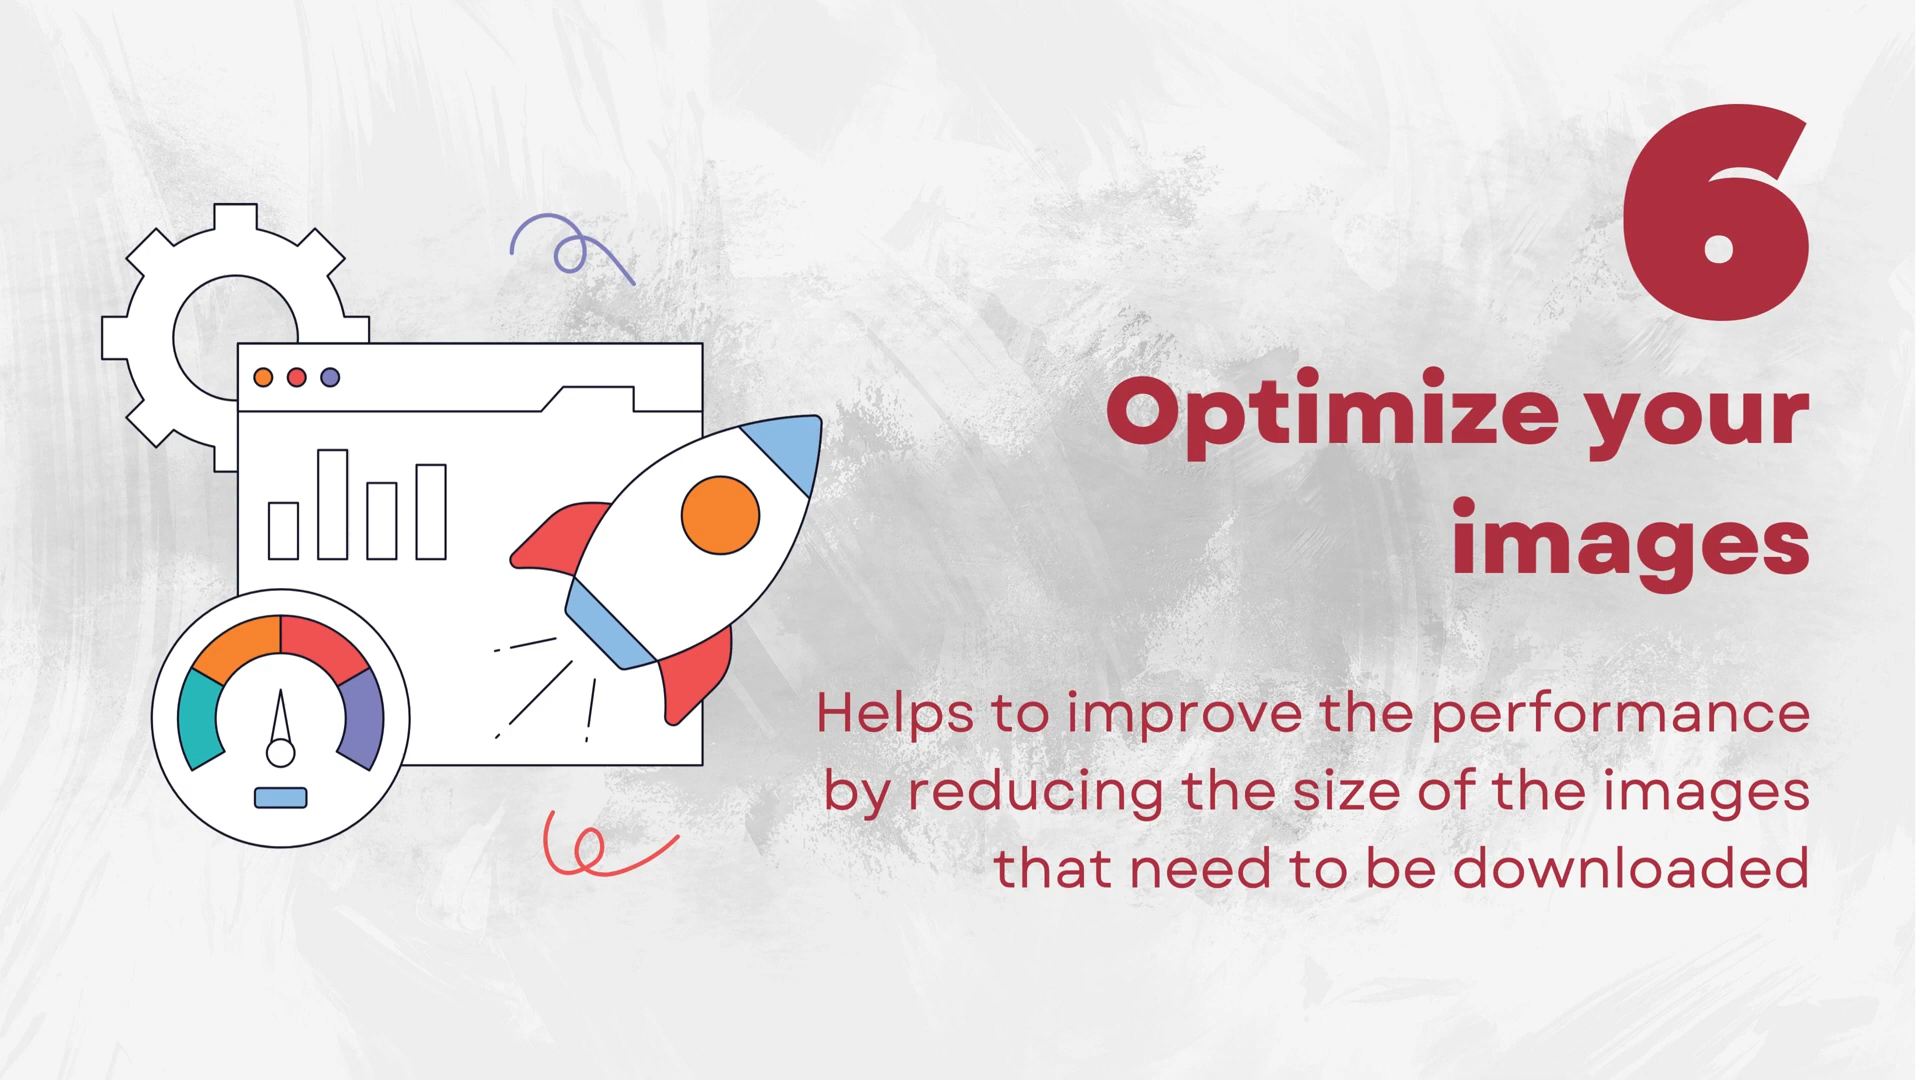 6
Optimize your
images
Helps to improve the performance
by reducing the size of the images
that need to be downloaded